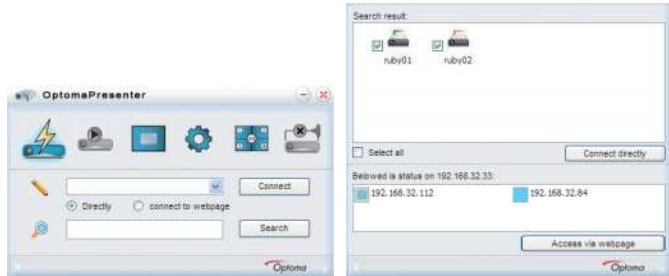 OptomaPresenter
Connect
Directly
connect to webpage
Search
Optoma
Search result:
ruby01
ruby02
Select all
Connect directly
Belowed is status on 192.168.32.33:
192.168.32.112
192.168.32.84
Access via webpage
Optoma